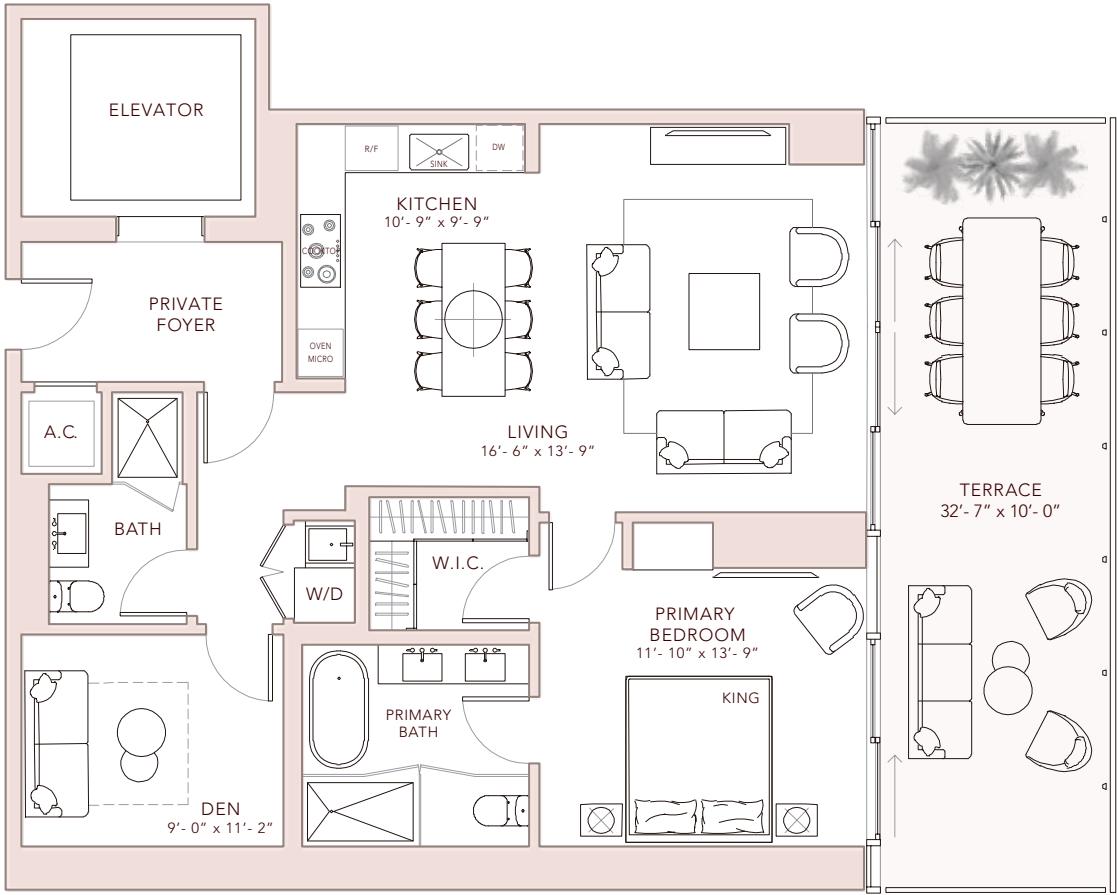 ELEVATOR
R/F
SINK
DW
KITCHEN
10'- 9" x 9'- 9"
COOKTOP
PRIVATE
FOYER
OVEN
MICRO
A.C.
LIVING
16'- 6" x 13'- 9"
TERRACE
32'- 7" x 10'- 0"
BATH
W.I.C.
W/D
PRIMARY
BEDROOM
11'- 10" x 13'- 9"
KING
PRIMARY
BATH
DEN
9'- 0" x 11'- 2"